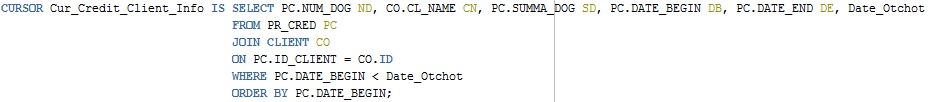 CURSOR Cur_Credit_Client_Info IS SELECT PC.NUM_DOG ND, CO.CL_NAME CN, PC.SUMMA_DOG SD, PC.DATE_BEGIN DB, PC.DATE_END DE, Date_Otchot
FROM PR_CRED PC
JOIN CLIENT CO
ON PC.ID_CLIENT = CO.ID
WHERE PC.DATE_BEGIN < Date_Otchot
ORDER BY PC.DATE_BEGIN;